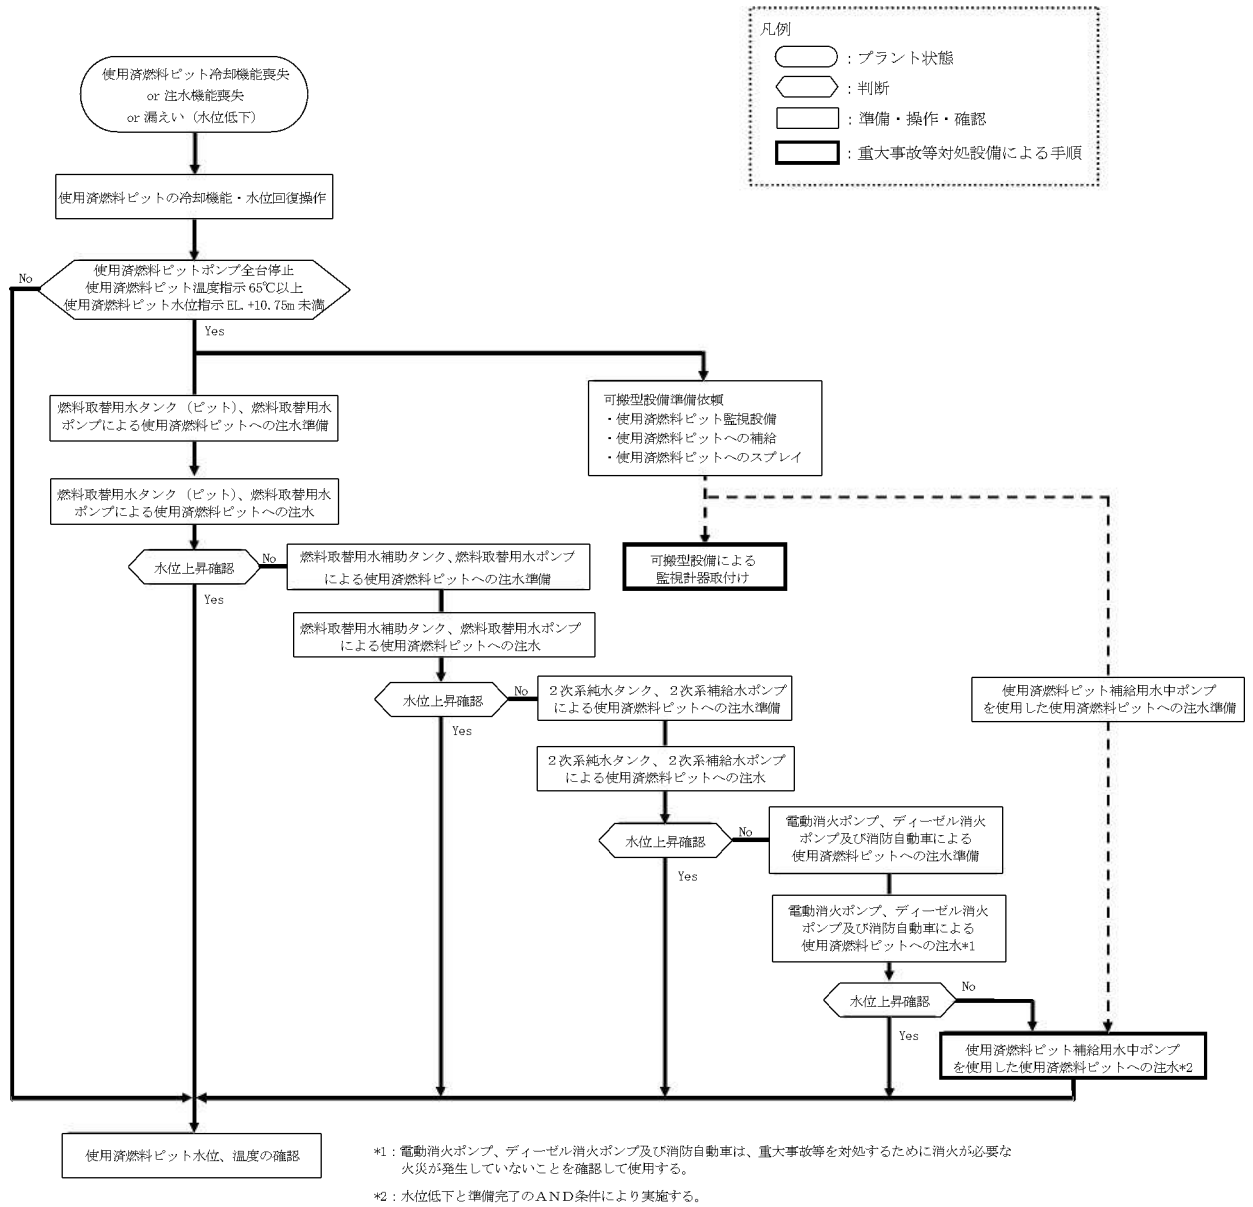 凡例
：プラント状態
：判断
：準備・操作・確認
：重大事故等対処設備による手順
使用済燃料ピット冷却機能喪失
or 注水機能喪失
or 漏えい（水位低下）
使用済燃料ピットの冷却機能・水位回復操作
使用済燃料ピットポンプ全台停止
使用済燃料ピット温度指示 65℃以上
使用済燃料ピット水位指示 EL.+10.75m 未満
No
Yes
燃料取替用水タンク（ピット）、燃料取替用水
ポンプによる使用済燃料ピットへの注水準備
可搬型設備準備依頼
・使用済燃料ピット監視設備
・使用済燃料ピットへの補給
・使用済燃料ピットへのスプレイ
燃料取替用水タンク（ピット）、燃料取替用水
ポンプによる使用済燃料ピットへの注水
水位上昇確認
No
Yes
燃料取替用水補助タンク、燃料取替用水ポンプ
による使用済燃料ピットへの注水準備
可搬型設備による
監視計器取付け
燃料取替用水補助タンク、燃料取替用水ポンプ
による使用済燃料ピットへの注水
水位上昇確認
No
Yes
２次系純水タンク、２次系補給水ポンプ
による使用済燃料ピットへの注水準備
使用済燃料ピット補給用水中ポンプ
を使用した使用済燃料ピットへの注水準備
２次系純水タンク、２次系補給水ポンプ
による使用済燃料ピットへの注水
水位上昇確認
No
Yes
電動消火ポンプ、ディーゼル消火
ポンプ及び消防自動車による
使用済燃料ピットへの注水準備
電動消火ポンプ、ディーゼル消火
ポンプ及び消防自動車による
使用済燃料ピットへの注水*1
水位上昇確認
No
Yes
使用済燃料ピット補給用水中ポンプ
を使用した使用済燃料ピットへの注水*2
使用済燃料ピット水位、温度の確認
*1：電動消火ポンプ、ディーゼル消火ポンプ及び消防自動車は、重大事故等を対処するために消火が必要な
火災が発生していないことを確認して使用する。
*2：水位低下と準備完了のＡＮＤ条件により実施する。